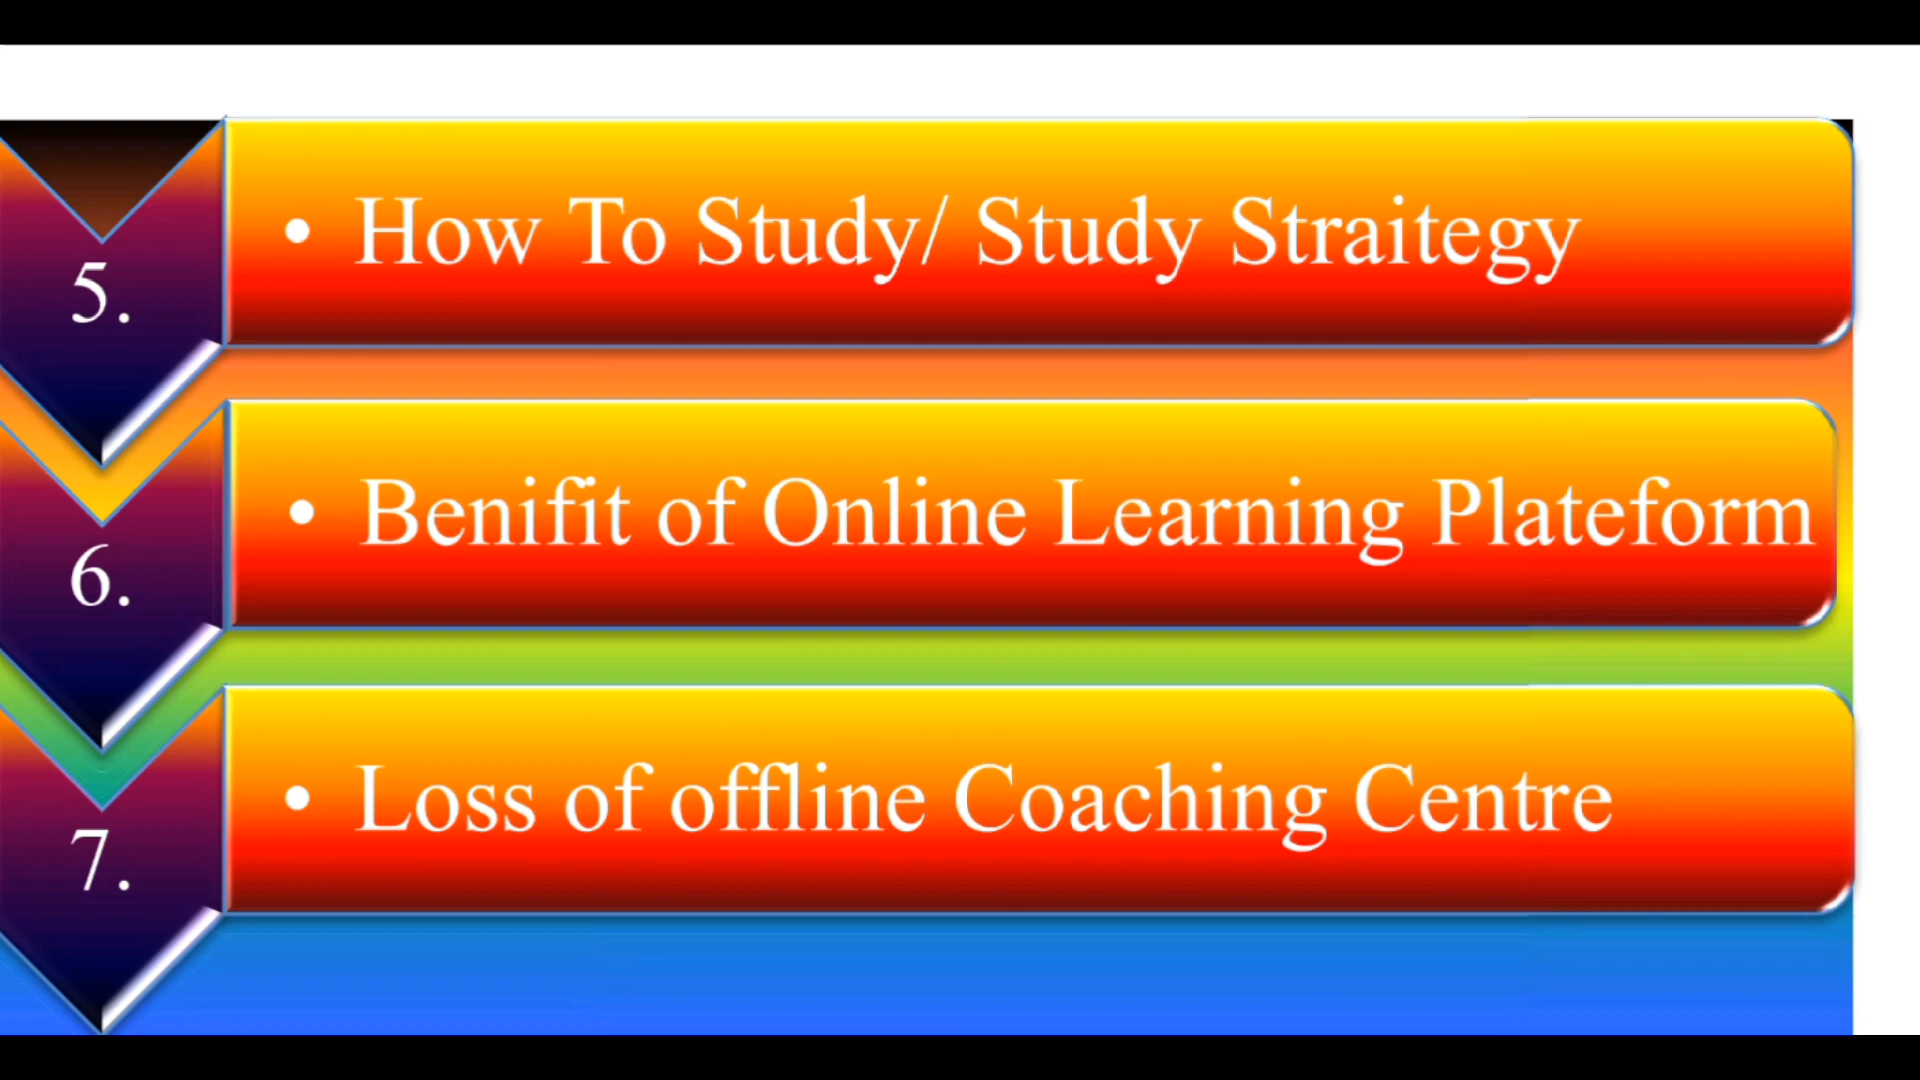 5.
• How To Study/ Study Straitegy
6.
• Benifit of Online Learning Plateform
7.
• Loss of offline Coaching Centre